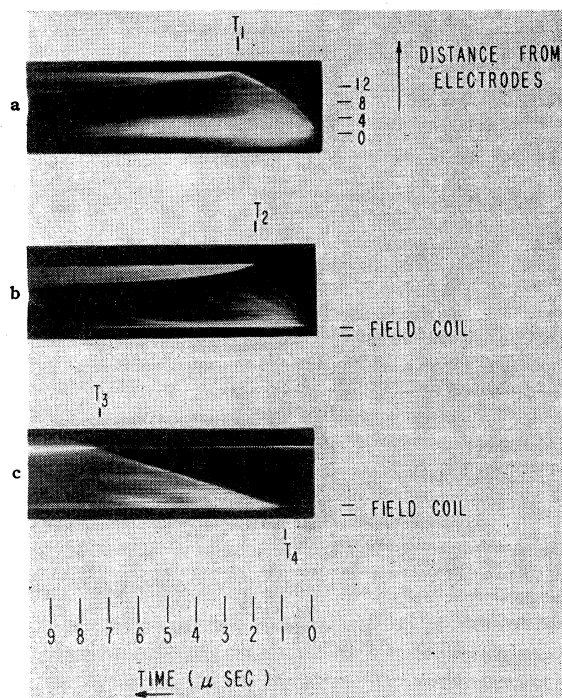 T1
DISTANCE FROM
ELECTRODES
a
12
8
4
0
T2
b
FIELD COIL
T3
c
FIELD COIL
T4
9 8 7 6 5 4 3 2 1 0
TIME ( μ SEC )